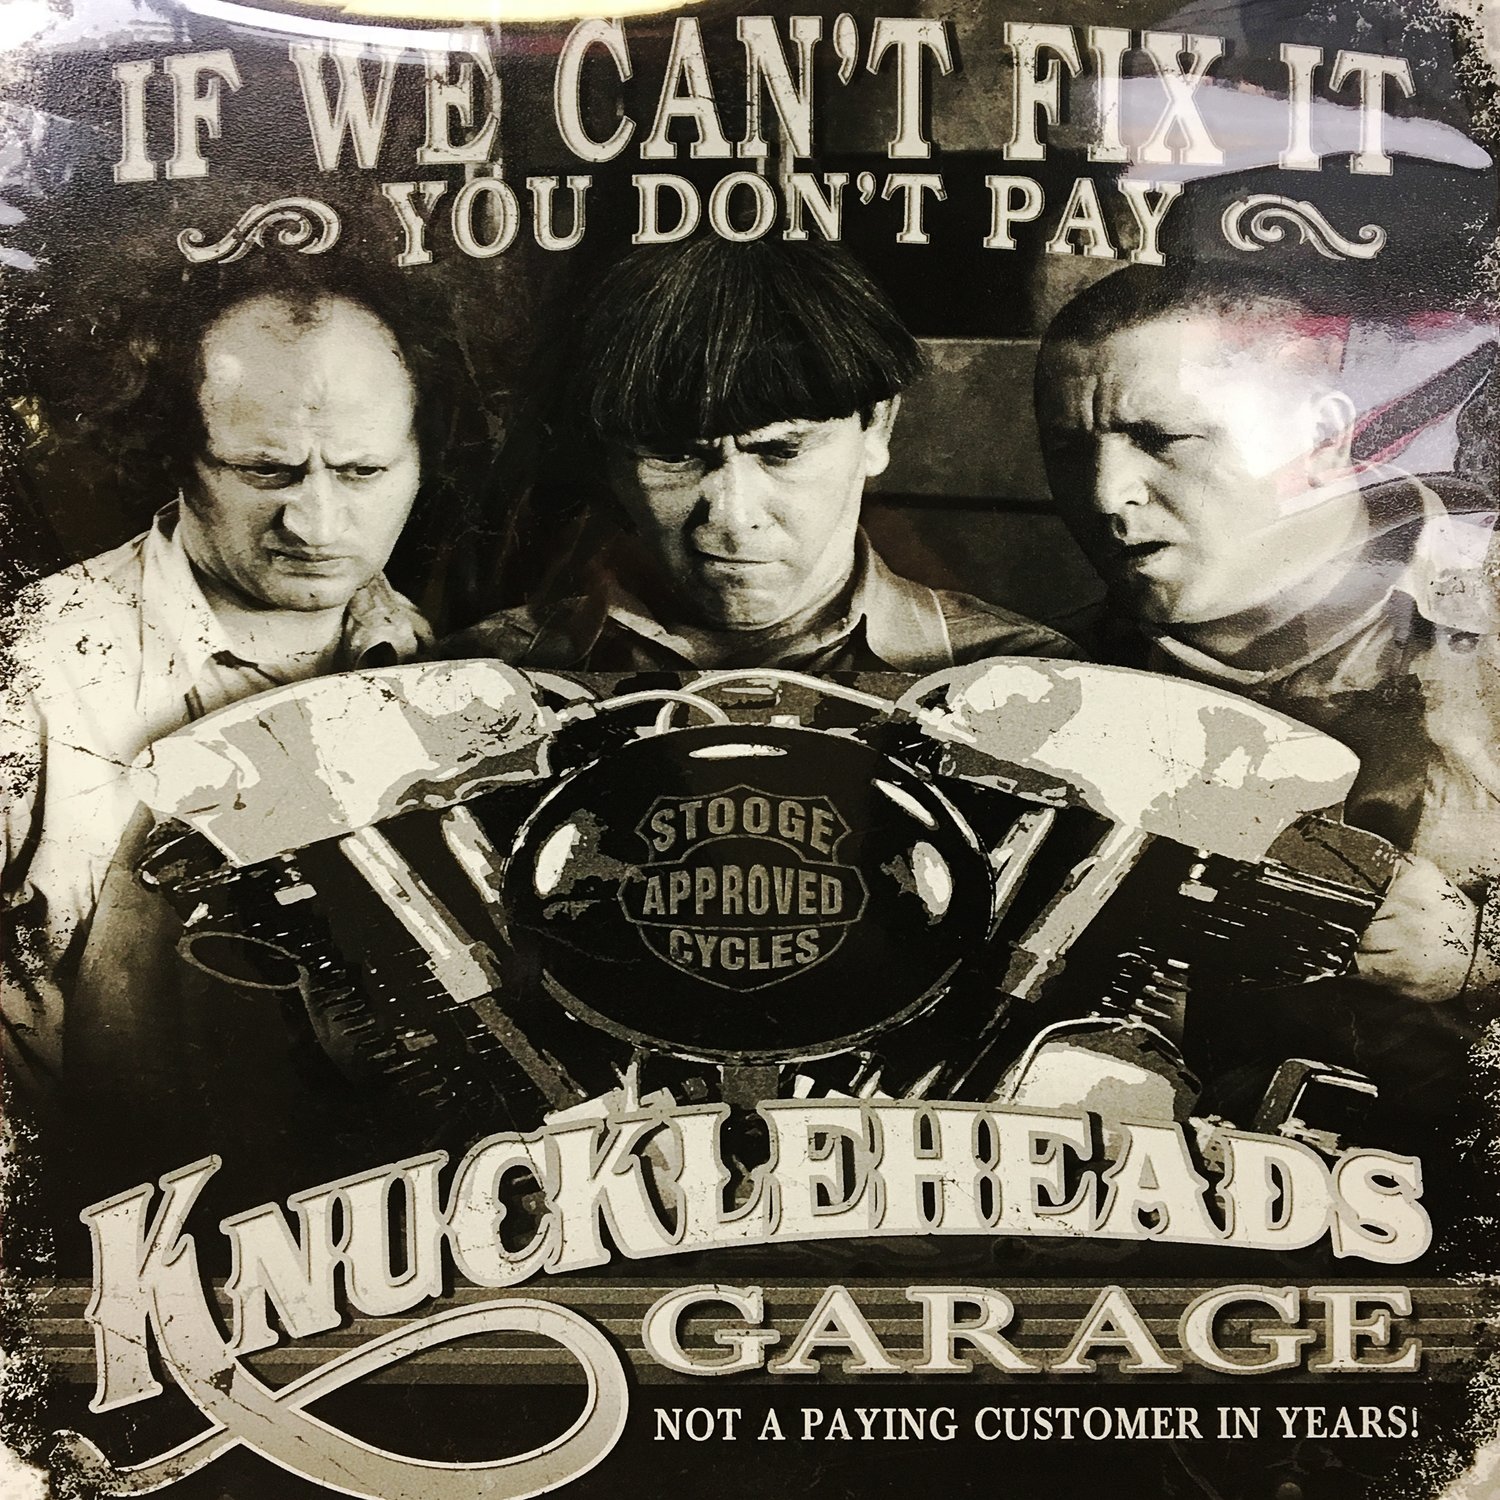 IF WE CAN'T FIX IT
YOU DON'T PAY
STOOGE
APPROVED
CYCLES
KNUCKLEHEADS
GARAGE
NOT A PAYING CUSTOMER IN YEARS!